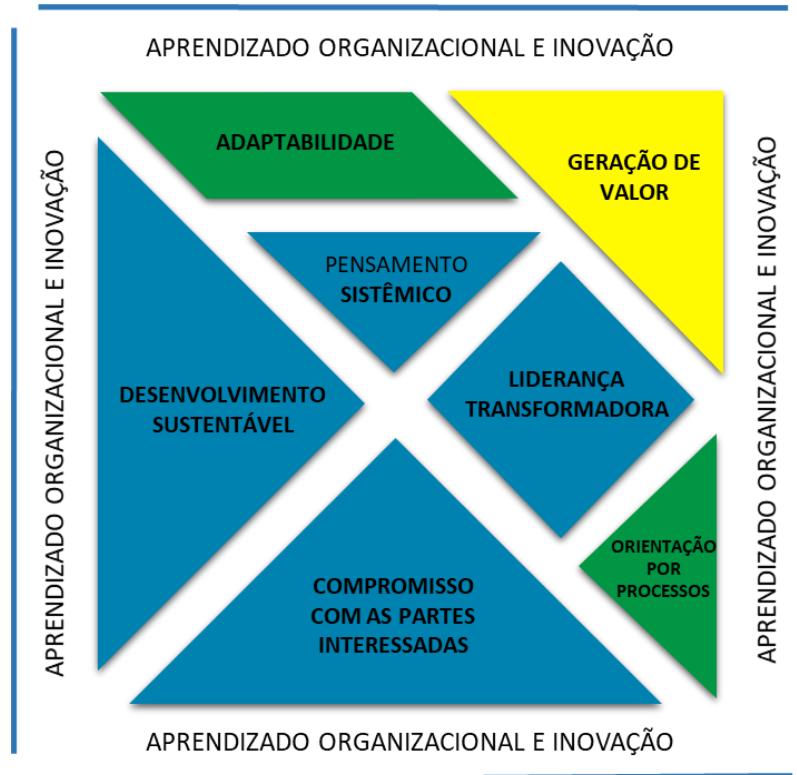 APRENDIZADO ORGANIZACIONAL E INOVAÇÃO
ADAPTABILIDADE
GERAÇÃO DE
VALOR
PENSAMENTO
SISTÊMICO
DESENVOLVIMENTO
SUSTENTÁVEL
LIDERANÇA
TRANSFORMADORA
COMPROMISSO
COM AS PARTES
INTERESSADAS
ORIENTAÇÃO
POR
PROCESSOS
APRENDIZADO ORGANIZACIONAL E INOVAÇÃO
APRENDIZADO ORGANIZACIONAL E INOVAÇÃO
APRENDIZADO ORGANIZACIONAL E INOVAÇÃO